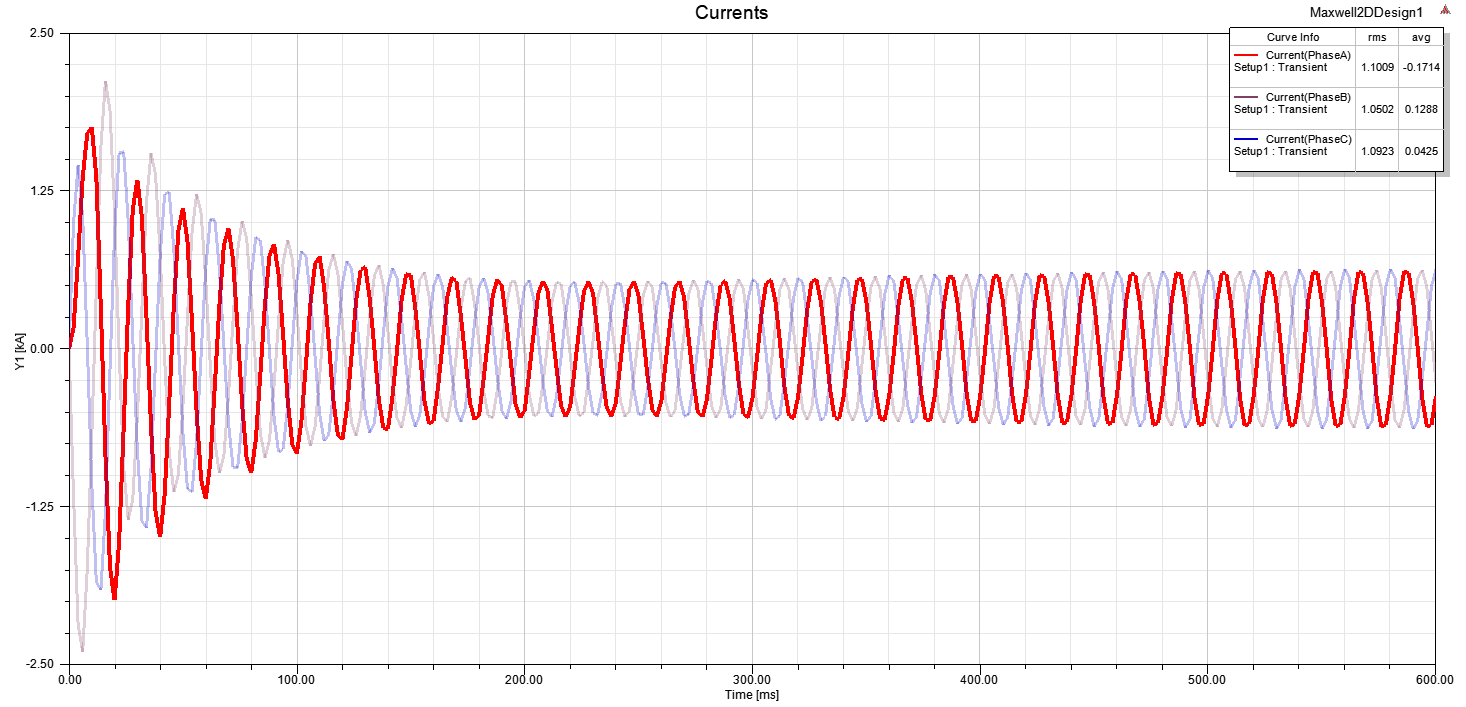 Currents
Maxwell2DDesign1
Curve Info rms avg
Current(PhaseA)
Setup1 : Transient 1.1009 -0.1714
Current(PhaseB)
Setup1 : Transient 1.0502 0.1288
Current(PhaseC)
Setup1 : Transient 1.0923 0.0425
2.50
1.25
0.00
-1.25
-2.50
Y1 [kA]
0.00 100.00 200.00 300.00 400.00 500.00 600.00
Time [ms]